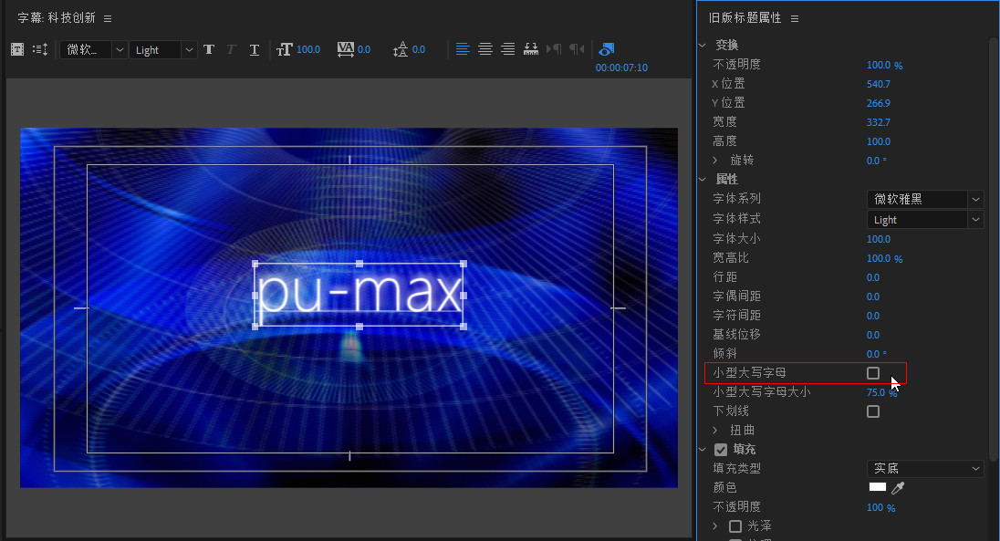 字幕: 科技创新
微软...
Light
T T T
100.0
VA 0.0
0.0
00:00:07:10
pu-max
旧版标题属性
变换
不透明度 100.0 %
X 位置 540.7
Y 位置 266.9
宽度 332.7
高度 100.0
旋转 0.0 °
属性
字体系列 微软雅黑
字体样式 Light
字体大小 100.0
宽高比 100.0 %
行距 0.0
字偶间距 0.0
字符间距 0.0
基线位移 0.0
倾斜 0.0 °
小型大写字母
小型大写字母大小 75.0 %
下划线
扭曲
填充
填充类型 实底
颜色
不透明度 100 %
光泽